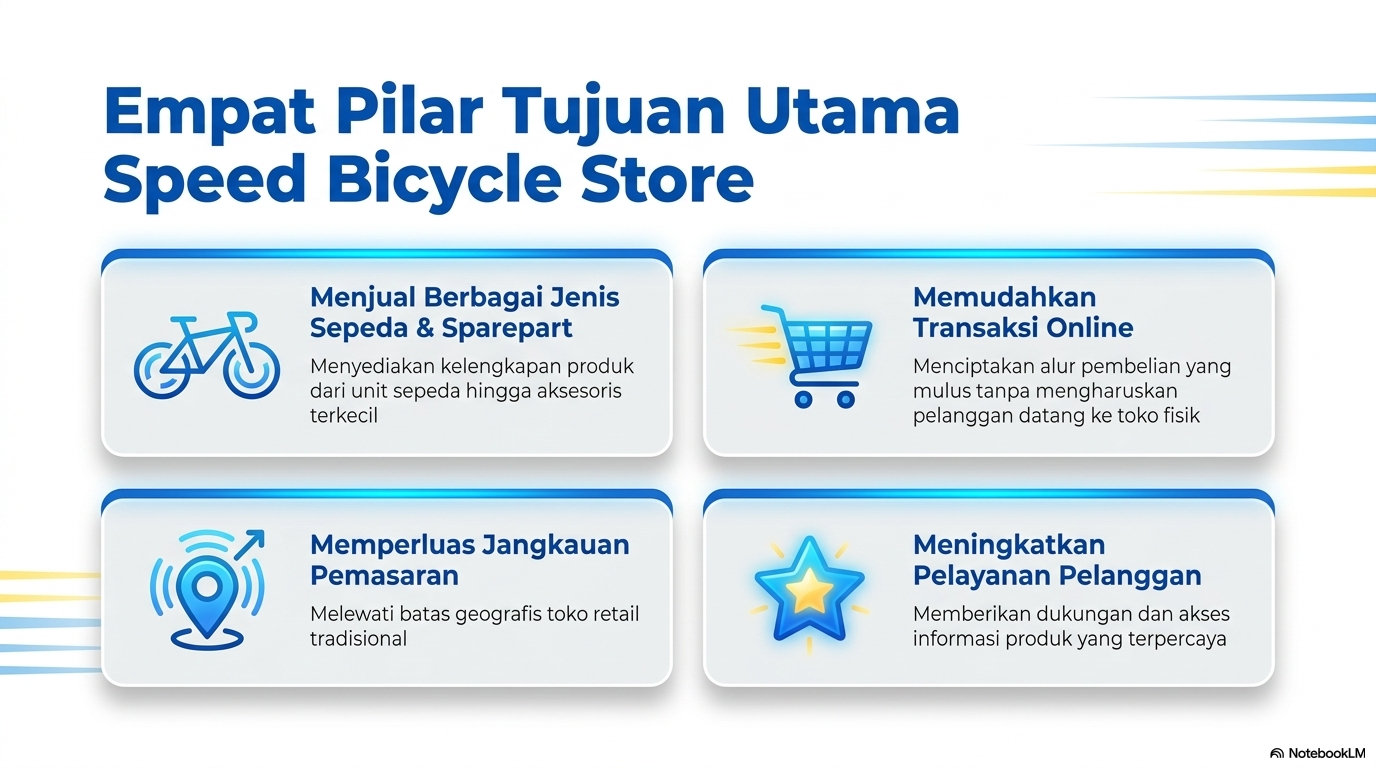 Empat Pilar Tujuan Utama
Speed Bicycle Store
Menjual Berbagai Jenis
Sepeda & Sparepart
Menyediakan kelengkapan produk
dari unit sepeda hingga aksesoris
terkecil
Memudahkan
Transaksi Online
Menciptakan alur pembelian yang
mulus tanpa mengharuskan
pelanggan datang ke toko fisik
Memperluas Jangkauan
Pemasaran
Melewati batas geografis toko retail
tradisional
Meningkatkan
Pelayanan Pelanggan
Memberikan dukungan dan akses
informasi produk yang terpercaya
NotebookLM